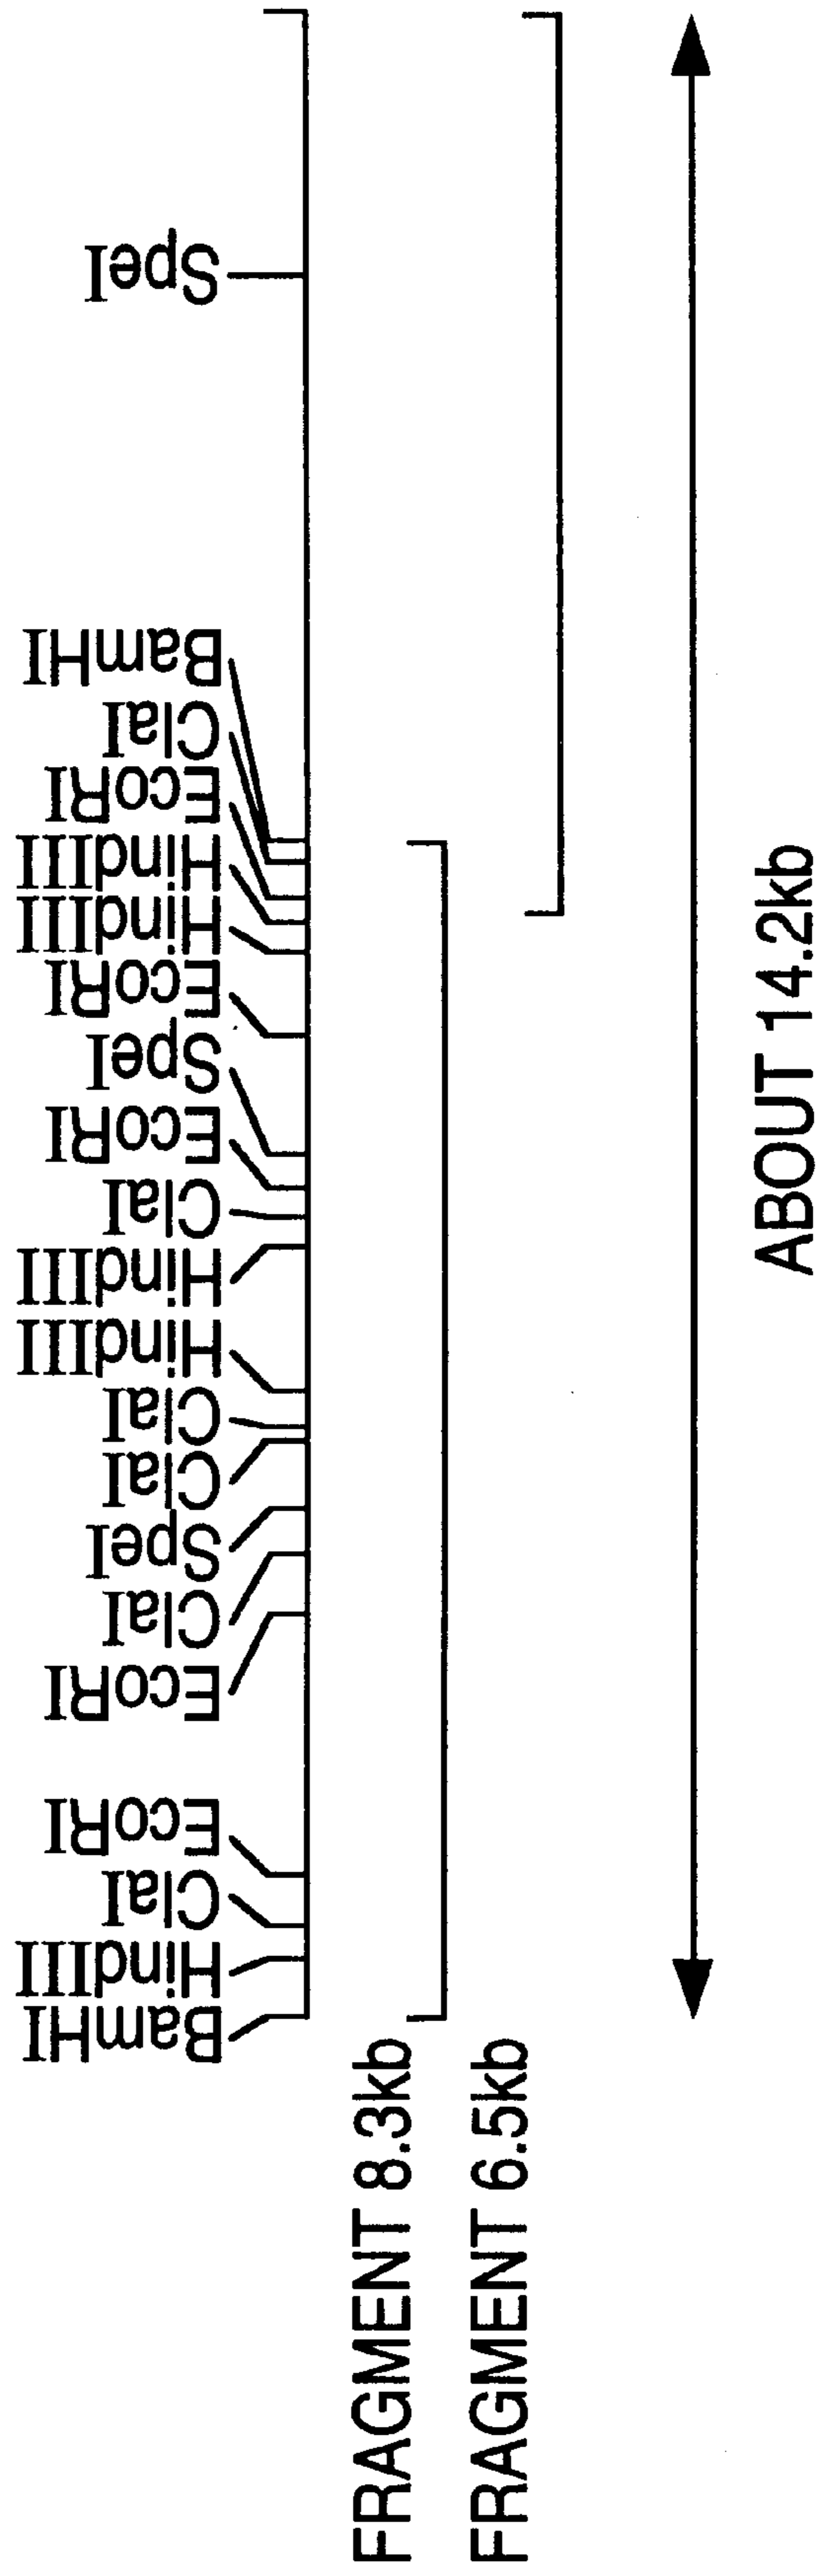 BamHI
HindIII
ClaI
EcoRI
EcoRI
ClaI
SpeI
ClaI
ClaI
HindIII
HindIII
ClaI
EcoRI
SpeI
EcoRI
HindIII
HindIII
EcoRI
ClaI
BamHI
SpeI
FRAGMENT 8.3kb
FRAGMENT 6.5kb
ABOUT 14.2kb